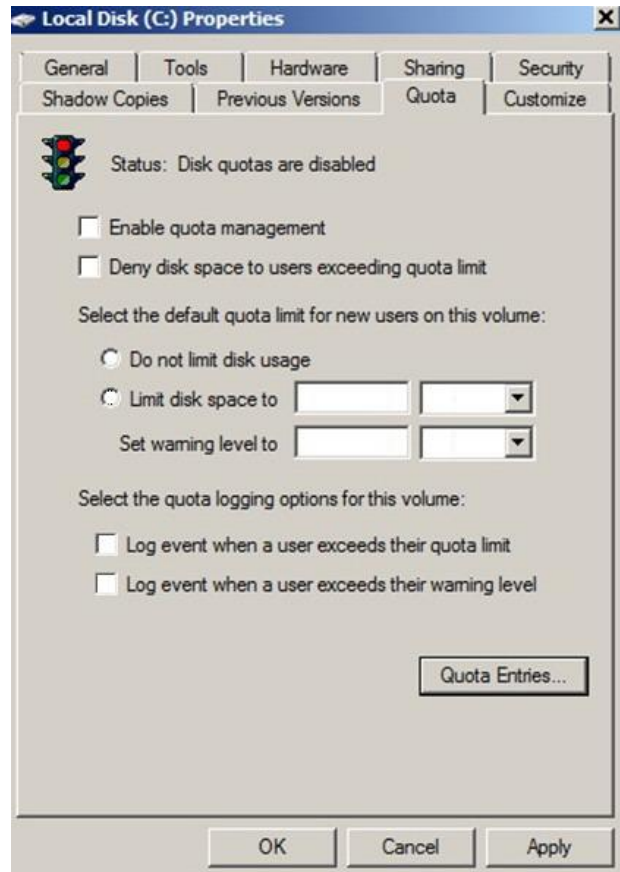 Local Disk (C:) Properties
General Tools Hardware Sharing Security
Shadow Copies Previous Versions Quota Customize
Status: Disk quotas are disabled
Enable quota management
Deny disk space to users exceeding quota limit
Select the default quota limit for new users on this volume:
Do not limit disk usage
Limit disk space to
Set warning level to
Select the quota logging options for this volume:
Log event when a user exceeds their quota limit
Log event when a user exceeds their warning level
Quota Entries...
OK Cancel Apply